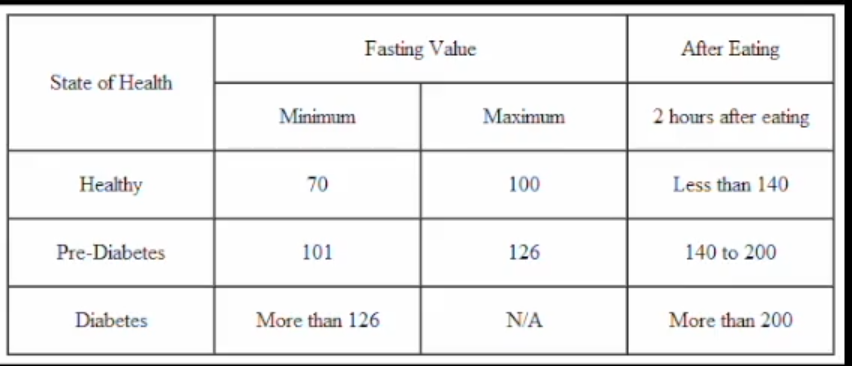 State of Health
Fasting Value
After Eating
Minimum
Maximum
2 hours after eating
Healthy
70
100
Less than 140
Pre-Diabetes
101
126
140 to 200
Diabetes
More than 126
N/A
More than 200